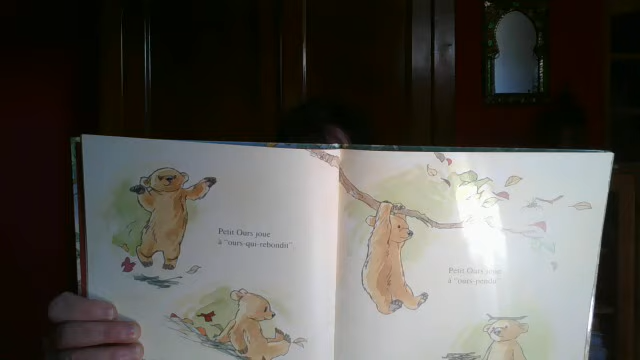 Petit Ours joue
à "ours-qui-rebondit"
Petit Ours joue
à "ours-pendu"